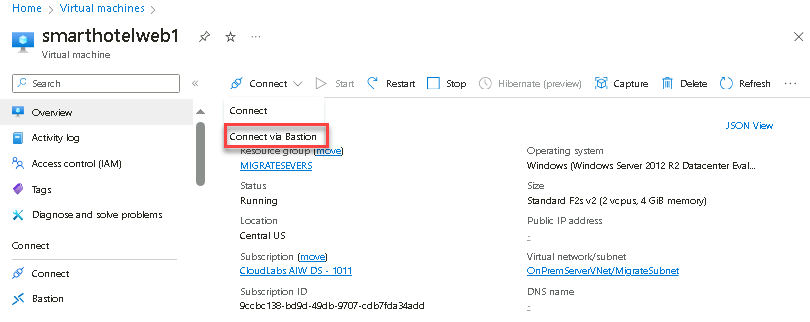 Home > Virtual machines >
smarthotelweb1
Virtual machine
Search
Connect Start Restart Stop Hibernate (preview) Capture Delete Refresh
Overview
Activity log
Access control (IAM)
Tags
Diagnose and solve problems
Connect
Connect
Bastion
Connect
Connect via Bastion
JSON View
Resource group (move)
MIGRATESEVERS
Status
Running
Location
Central US
Subscription (move)
CloudLabs AIW DS - 1011
Subscription ID
9ccbc138-bd9d-49db-9707-cdb7fda34add
Operating system
Windows (Windows Server 2012 R2 Datacenter Eval...
Size
Standard F2s v2 (2 vcpus, 4 GiB memory)
Public IP address
-
Virtual network/subnet
OnPremServerVNet/MigrateSubnet
DNS name
-